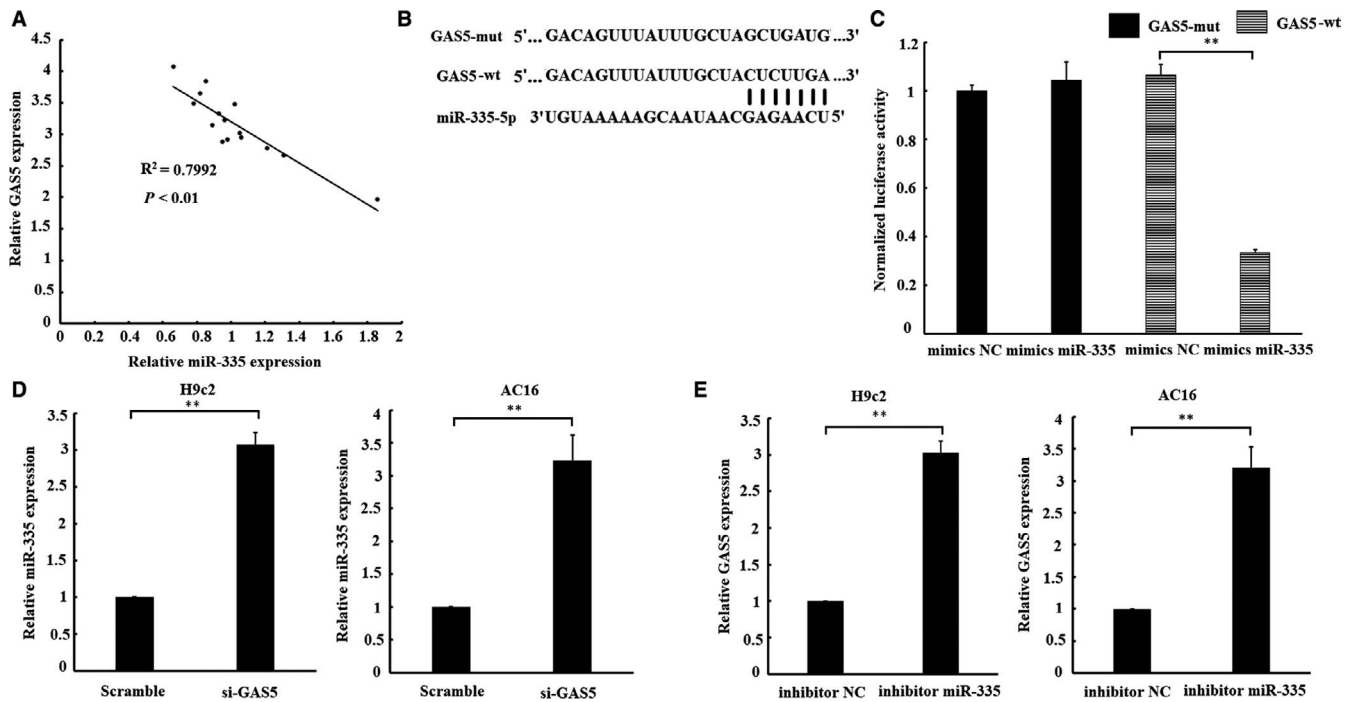 A
4.5
4
3.5
3
2.5
2
1.5
1
0.5
0
0 0.2 0.4 0.6 0.8 1 1.2 1.4 1.6 1.8 2
Relative GAS5 expression
Relative miR-335 expression
R² = 0.7992
P < 0.01
B
GAS5-mut 5'... GACAGUUUAUUUGCUAGCUGAUG ...3'
GAS5-wt 5'... GACAGUUUAUUUGCUACUCUUGA ...3'
miR-335-5p 3'UGUAAAAAGCAAUAACGAGAACU 5'
C
GAS5-mut GAS5-wt
1.2
1
0.8
0.6
0.4
0.2
0
Normalized luciferase activity
**
mimics NC mimics miR-335 mimics NC mimics miR-335
D
H9c2
**
3.5
3
2.5
2
1.5
1
0.5
0
Relative miR-335 expression
Scramble si-GAS5
AC16
**
4
3.5
3
2.5
2
1.5
1
0.5
0
Relative miR-335 expression
Scramble si-GAS5
E
H9c2
**
3.5
3
2.5
2
1.5
1
0.5
0
Relative GAS5 expression
inhibitor NC inhibitor miR-335
AC16
**
4
3.5
3
2.5
2
1.5
1
0.5
0
Relative GAS5 expression
inhibitor NC inhibitor miR-335